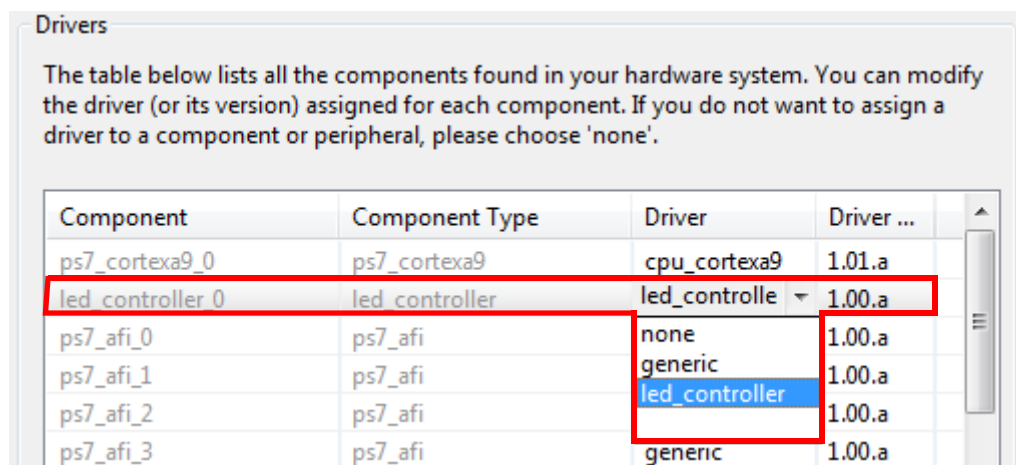 Drivers
The table below lists all the components found in your hardware system. You can modify
the driver (or its version) assigned for each component. If you do not want to assign a
driver to a component or peripheral, please choose 'none'.
Component Component Type Driver Driver ...
ps7_cortexa9_0 ps7_cortexa9 cpu_cortexa9 1.01.a
led_controller_0 led_controller led_controlle 1.00.a
ps7_afi_0 ps7_afi none 1.00.a
generic
ps7_afi_1 ps7_afi 1.00.a
led_controller
ps7_afi_2 ps7_afi 1.00.a
ps7_afi_3 ps7_afi generic 1.00.a